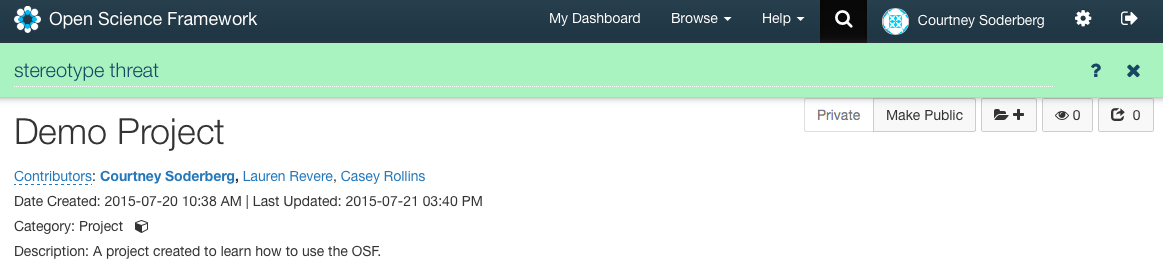 Open Science Framework My Dashboard Browse Help Courtney Soderberg
stereotype threat ?
Private Make Public 0 0
Demo Project
Contributors: Courtney Soderberg, Lauren Revere, Casey Rollins
Date Created: 2015-07-20 10:38 AM | Last Updated: 2015-07-21 03:40 PM
Category: Project
Description: A project created to learn how to use the OSF.